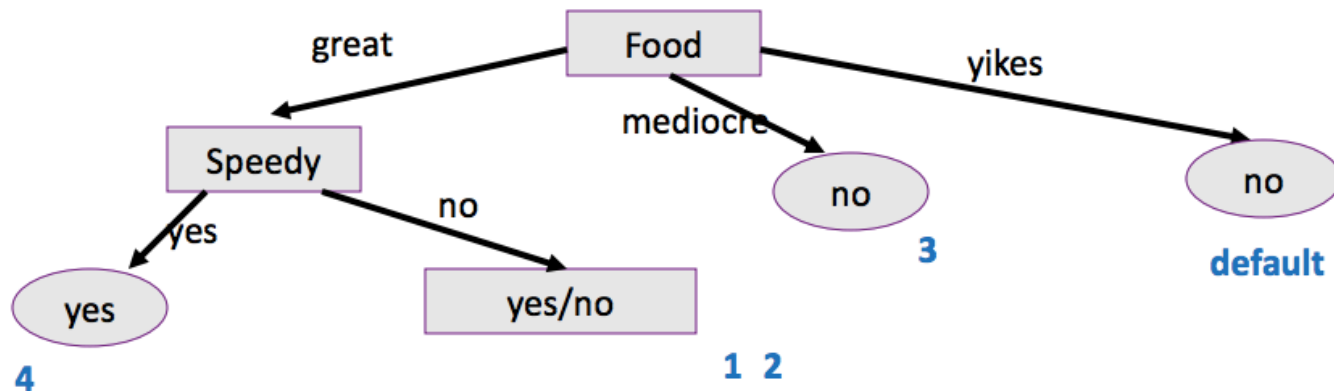 great
Food
yikes
mediocre
Speedy
no
no
yes
no
3
default
yes
yes/no
4
1 2